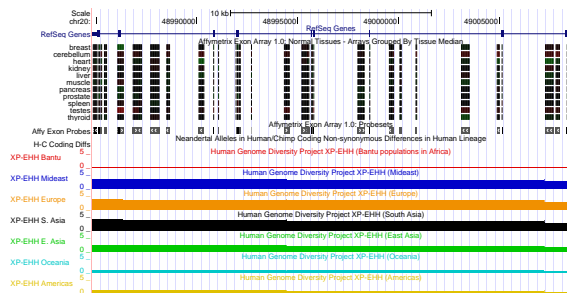 Scale 10 kb
chr20: 48990000 48995000 49000000 49005000
RefSeq Genes
RefSeq Genes
Affymetrix Exon Array 1.0: Normal Tissues - Arrays Grouped By Tissue Median
breast
cerebellum
heart
kidney
liver
muscle
pancreas
prostate
spleen
testes
thyroid
Affymetrix Exon Array 1.0: Probesets
Affy Exon Probes
Neandertal Alleles in Human/Chimp Coding Non-synonymous Differences in Human Lineage
H-C Coding Diffs
Human Genome Diversity Project XP-EHH (Bantu populations in Africa)
5 _
XP-EHH Bantu
0 _
Human Genome Diversity Project XP-EHH (Mideast)
5 _
XP-EHH Mideast
0 _
Human Genome Diversity Project XP-EHH (Europe)
5 _
XP-EHH Europe
0 _
Human Genome Diversity Project XP-EHH (South Asia)
5 _
XP-EHH S. Asia
0 _
Human Genome Diversity Project XP-EHH (East Asia)
5 _
XP-EHH E. Asia
0 _
Human Genome Diversity Project XP-EHH (Oceania)
5 _
XP-EHH Oceania
0 _
Human Genome Diversity Project XP-EHH (Americas)
5 _
XP-EHH Americas
0 _